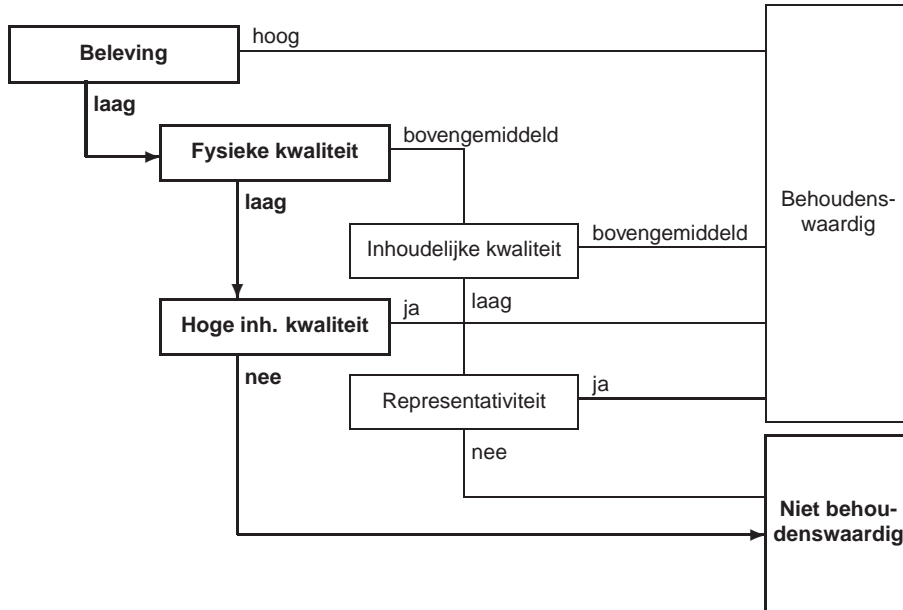 hoog
Beleving
laag
bovengemiddeld
Fysieke kwaliteit
laag
Behoudens-
waardig
bovengemiddeld
Inhoudelijke kwaliteit
laag
ja
Hoge inh. kwaliteit
nee
ja
Representativiteit
nee
Niet behou-
denswaardig